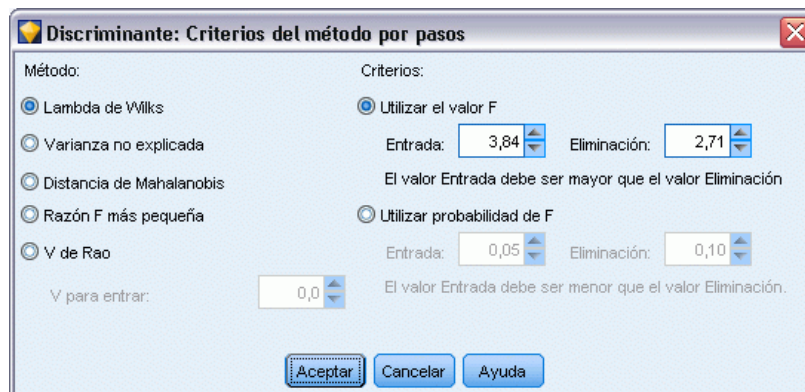 Discriminante: Criterios del método por pasos
Método:
Lambda de Wilks
Varianza no explicada
Distancia de Mahalanobis
Razón F más pequeña
V de Rao
V para entrar: 0,0
Criterios:
Utilizar el valor F
Entrada: 3,84 Eliminación: 2,71
El valor Entrada debe ser mayor que el valor Eliminación
Utilizar probabilidad de F
Entrada: 0,05 Eliminación: 0,10
El valor Entrada debe ser menor que el valor Eliminación.
Aceptar Cancelar Ayuda